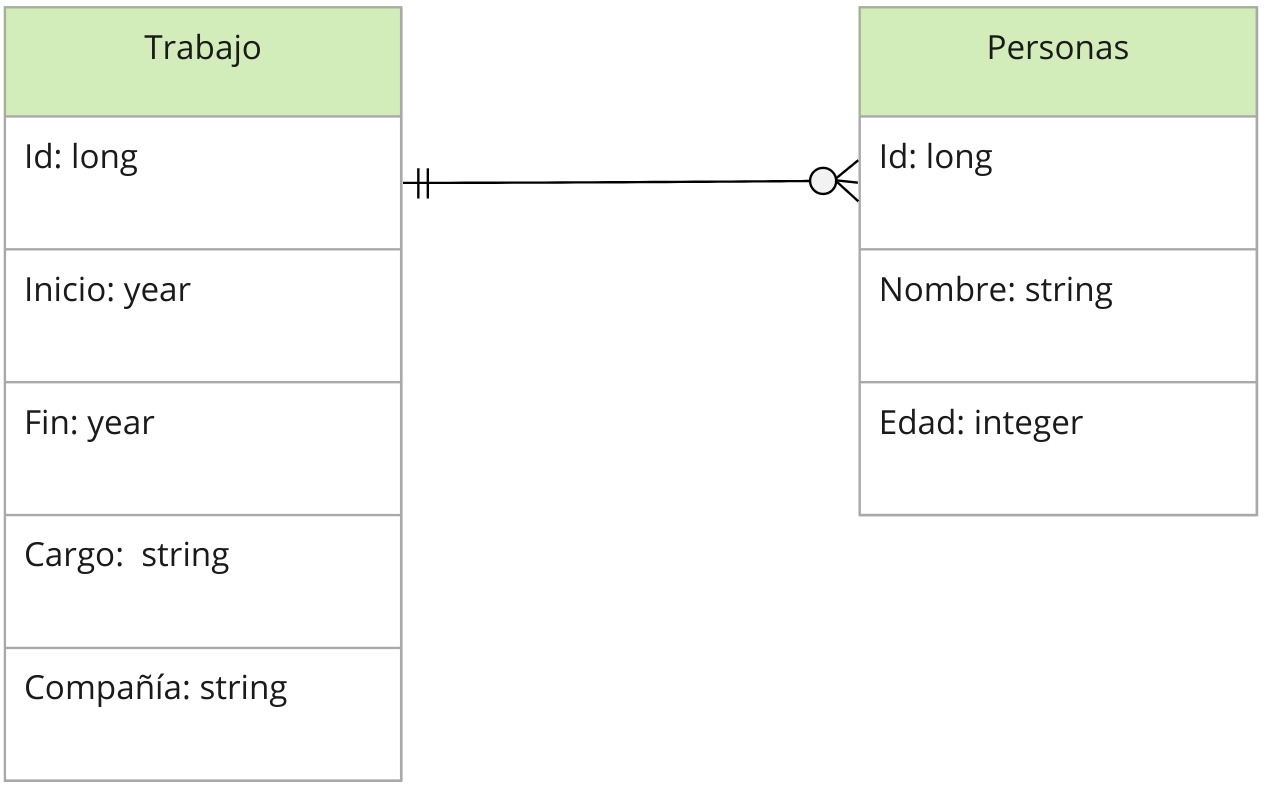 Trabajo
Id: long
Inicio: year
Fin: year
Cargo:  string
Compañía: string
Personas
Id: long
Nombre: string
Edad: integer